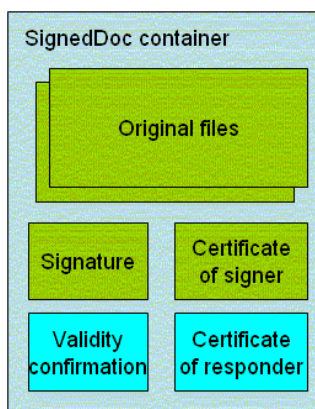 SignedDoc container
Original files
Signature
Certificate
of signer
Validity
confirmation
Certificate
of responder